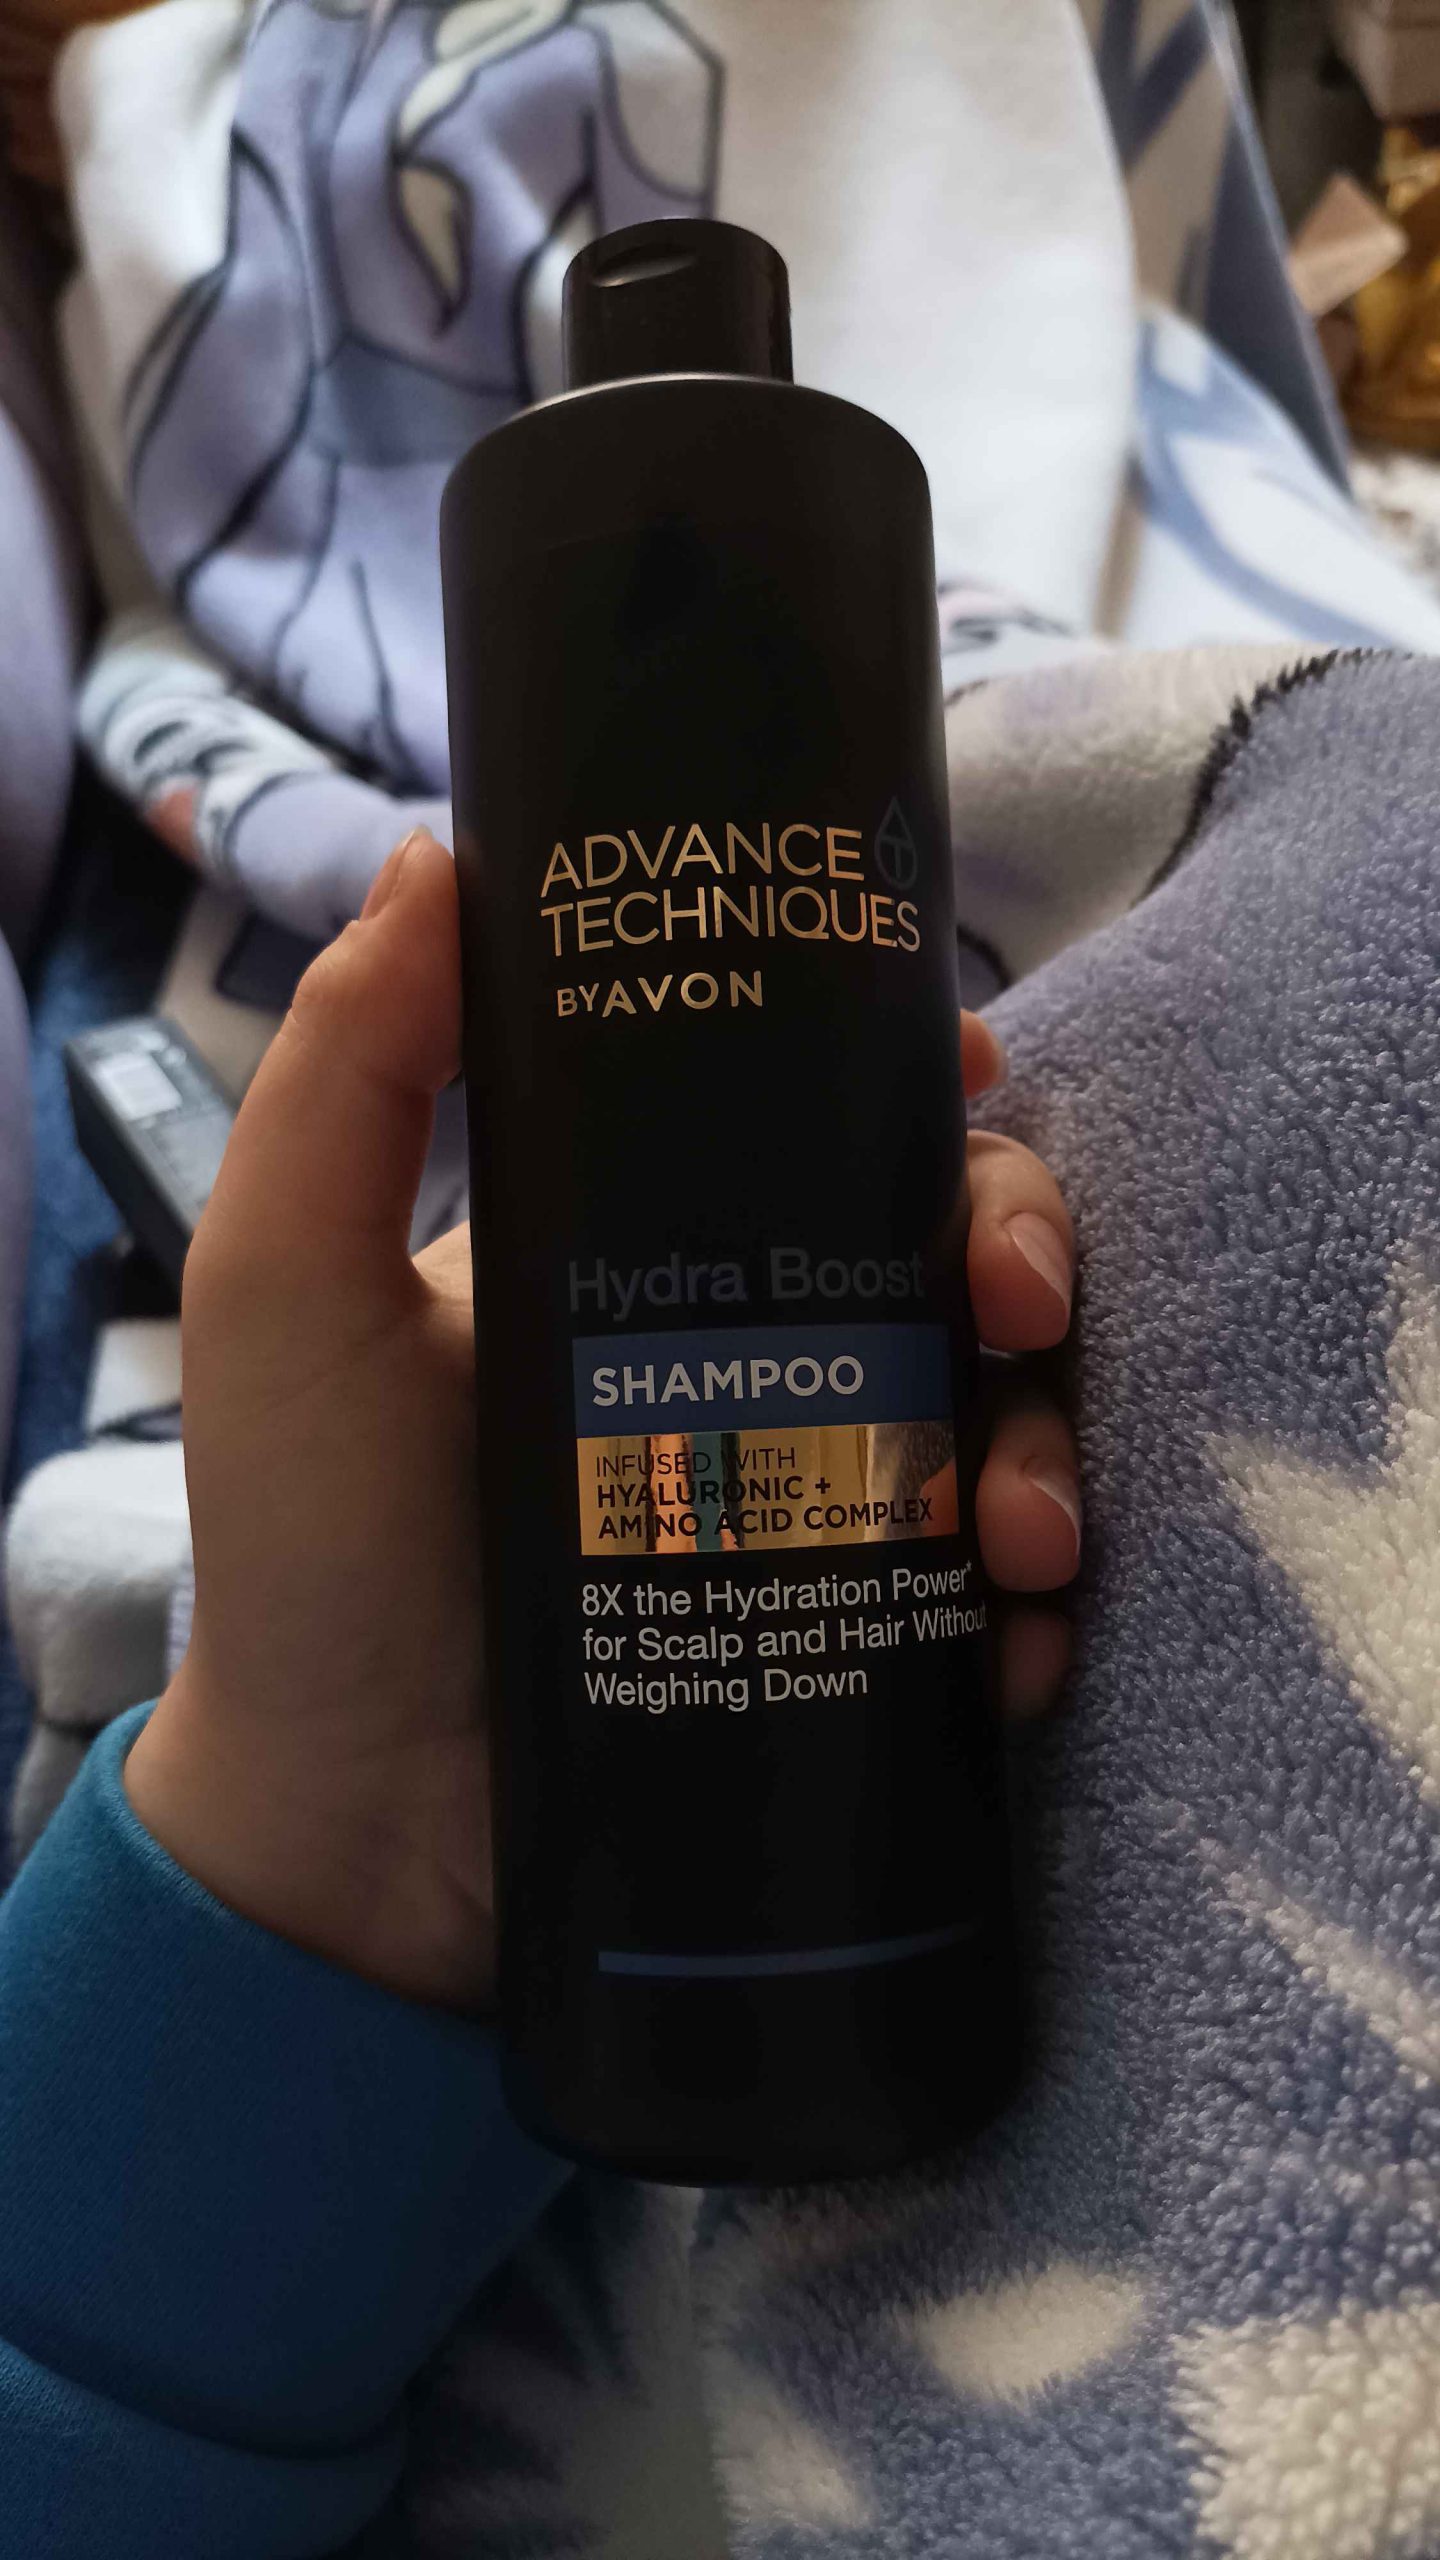 ADVANCE
TECHNIQUES
BY AVON
Hydra Boost
SHAMPOO
INFUSED WITH
HYALURONIC +
AMINO ACID COMPLEX
8X the Hydration Power*
for Scalp and Hair Without
Weighing Down